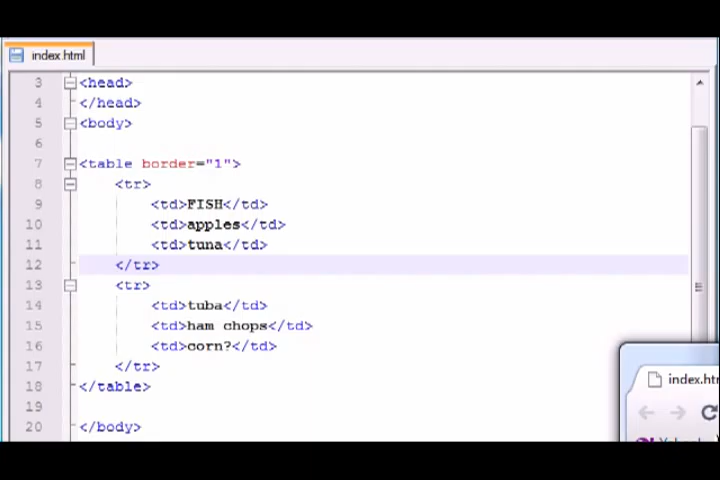 index.html
3 <head>
4 </head>
5 <body>
6
7 <table border="1">
8 <tr>
9 <td>FISH</td>
10 <td>apples</td>
11 <td>tuna</td>
12 </tr>
13 <tr>
14 <td>tuba</td>
15 <td>ham chops</td>
16 <td>corn?</td>
17 </tr>
18 </table>
19
20 </body>
index.ht